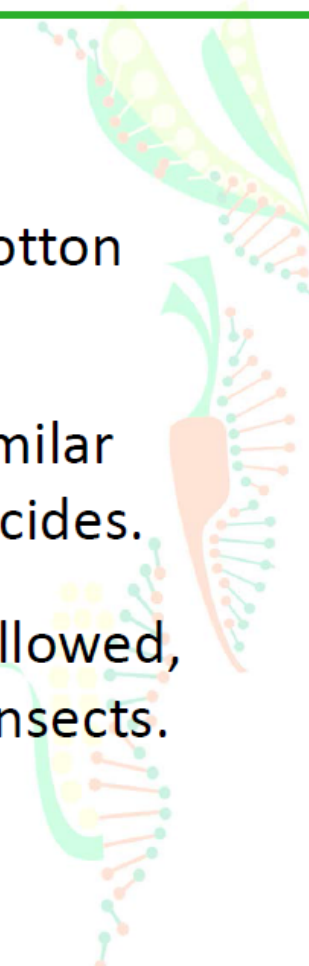 otton
milar
cides.
llowed,
nsects.